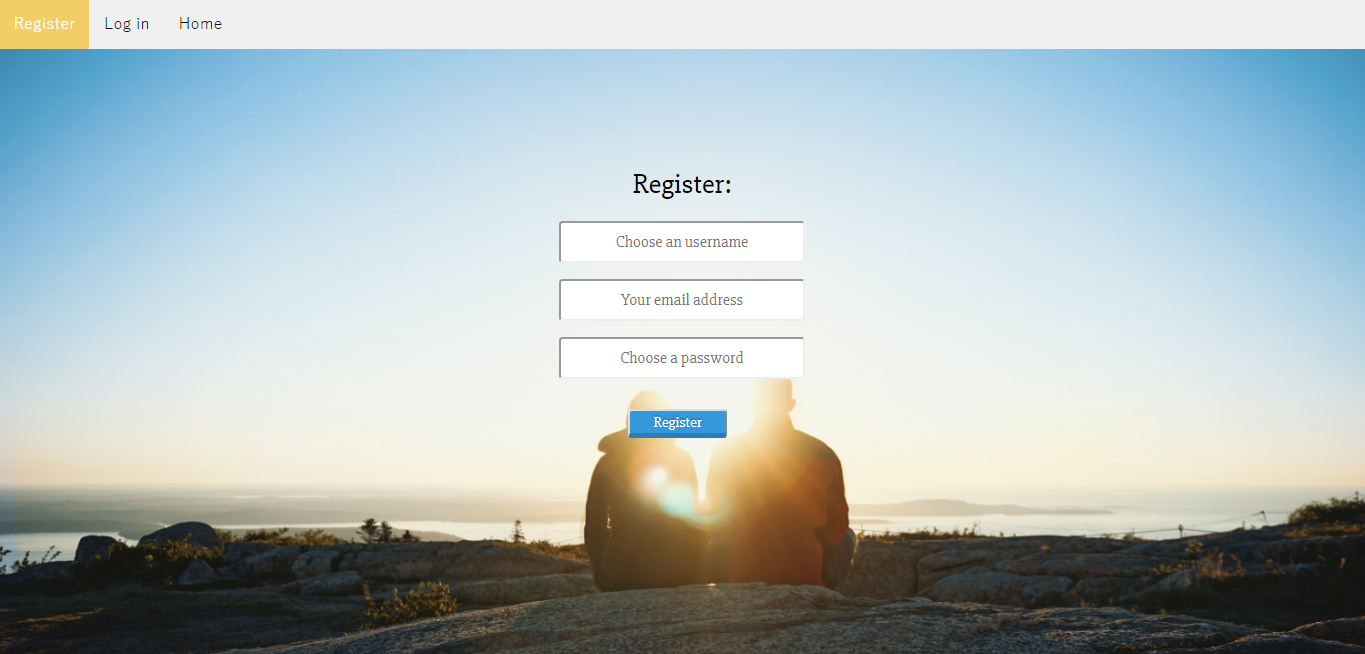 Register Log in Home
Register:
Choose an username
Your email address
Choose a password
Register